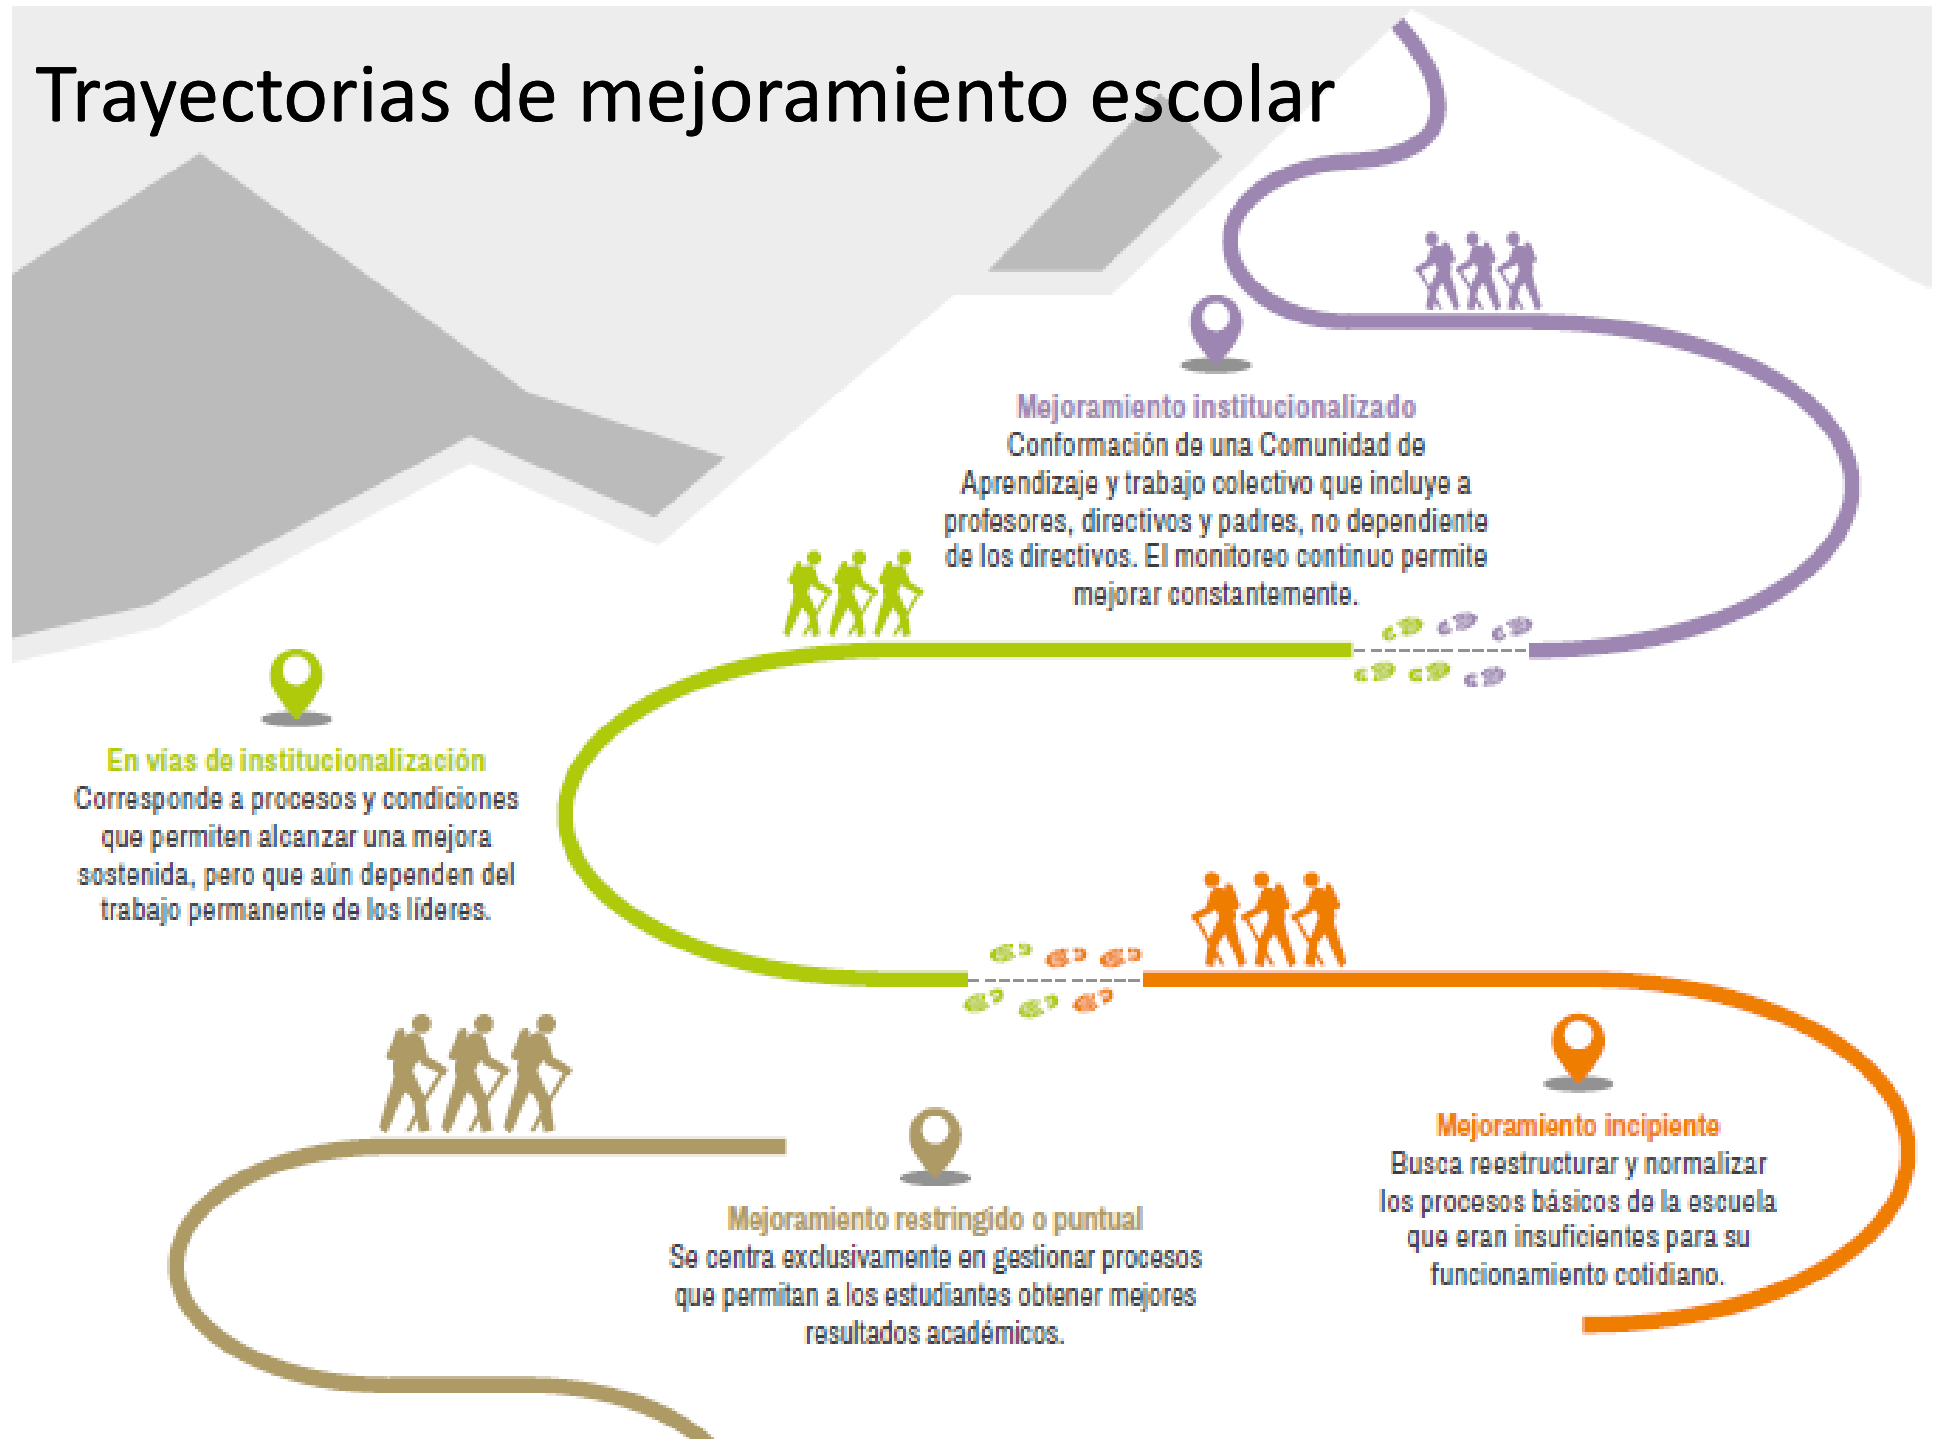 Trayectorias de mejoramiento escolar
Mejoramiento institucionalizado
Conformación de una Comunidad de
Aprendizaje y trabajo colectivo que incluye a
profesores, directivos y padres, no dependiente
de los directivos. El monitoreo continuo permite
mejorar constantemente.
En vías de institucionalización
Corresponde a procesos y condiciones
que permiten alcanzar una mejora
sostenida, pero que aún dependen del
trabajo permanente de los líderes.
Mejoramiento incipiente
Busca reestructurar y normalizar
los procesos básicos de la escuela
que eran insuficientes para su
funcionamiento cotidiano.
Mejoramiento restringido o puntual
Se centra exclusivamente en gestionar procesos
que permitan a los estudiantes obtener mejores
resultados académicos.